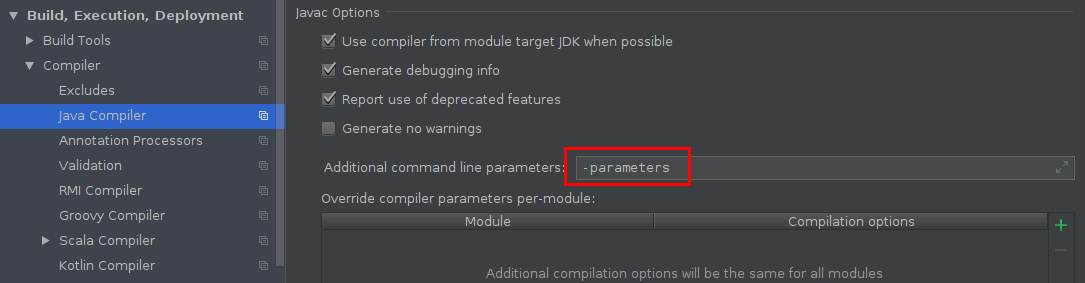 Build, Execution, Deployment
Build Tools
Compiler
Excludes
Java Compiler
Annotation Processors
Validation
RMI Compiler
Groovy Compiler
Scala Compiler
Kotlin Compiler
Javac Options
Use compiler from module target JDK when possible
Generate debugging info
Report use of deprecated features
Generate no warnings
Additional command line parameters: -parameters
Override compiler parameters per-module:
Module Compilation options
Additional compilation options will be the same for all modules